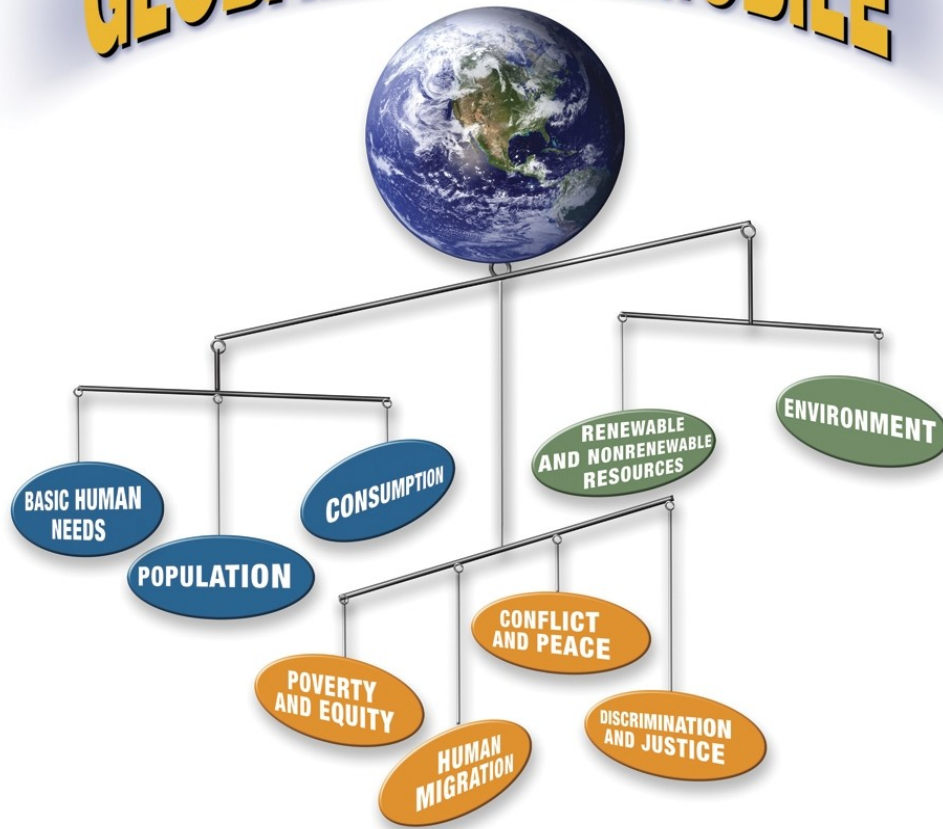 BASIC HUMAN
NEEDS
POPULATION
CONSUMPTION
RENEWABLE
AND NONRENEWABLE
RESOURCES
ENVIRONMENT
POVERTY
AND EQUITY
HUMAN
MIGRATION
CONFLICT
AND PEACE
DISCRIMINATION
AND JUSTICE